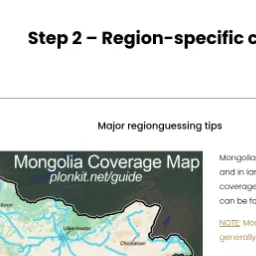 Step 2 – Region-specific c
Major regionguessing tips
Mongolia Coverage Map
plonkit.net/guide
Ulaanbaatar
Choibalsan
Mongolia
and in lar
coverage
can be fo
NOTE: Mon
generally